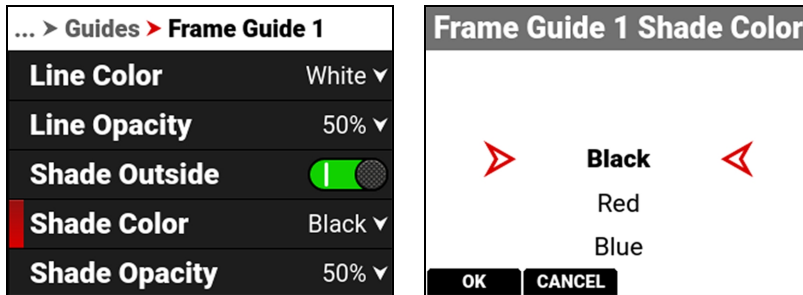 ... > Guides > Frame Guide 1
Line Color White
Line Opacity 50%
Shade Outside
Shade Color Black
Shade Opacity 50%
Frame Guide 1 Shade Color
Black
Red
Blue
OK CANCEL